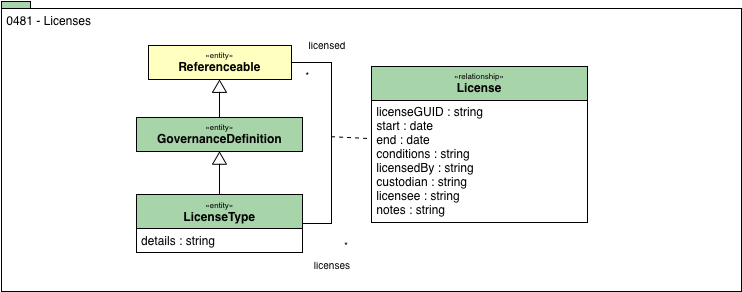 0481 - Licenses
licensed
«entity»
Referenceable
*
«relationship»
License
licenseGUID : string
start : date
end : date
conditions : string
licensedBy : string
custodian : string
licensee : string
notes : string
«entity»
GovernanceDefinition
«entity»
LicenseType
details : string
*
licenses